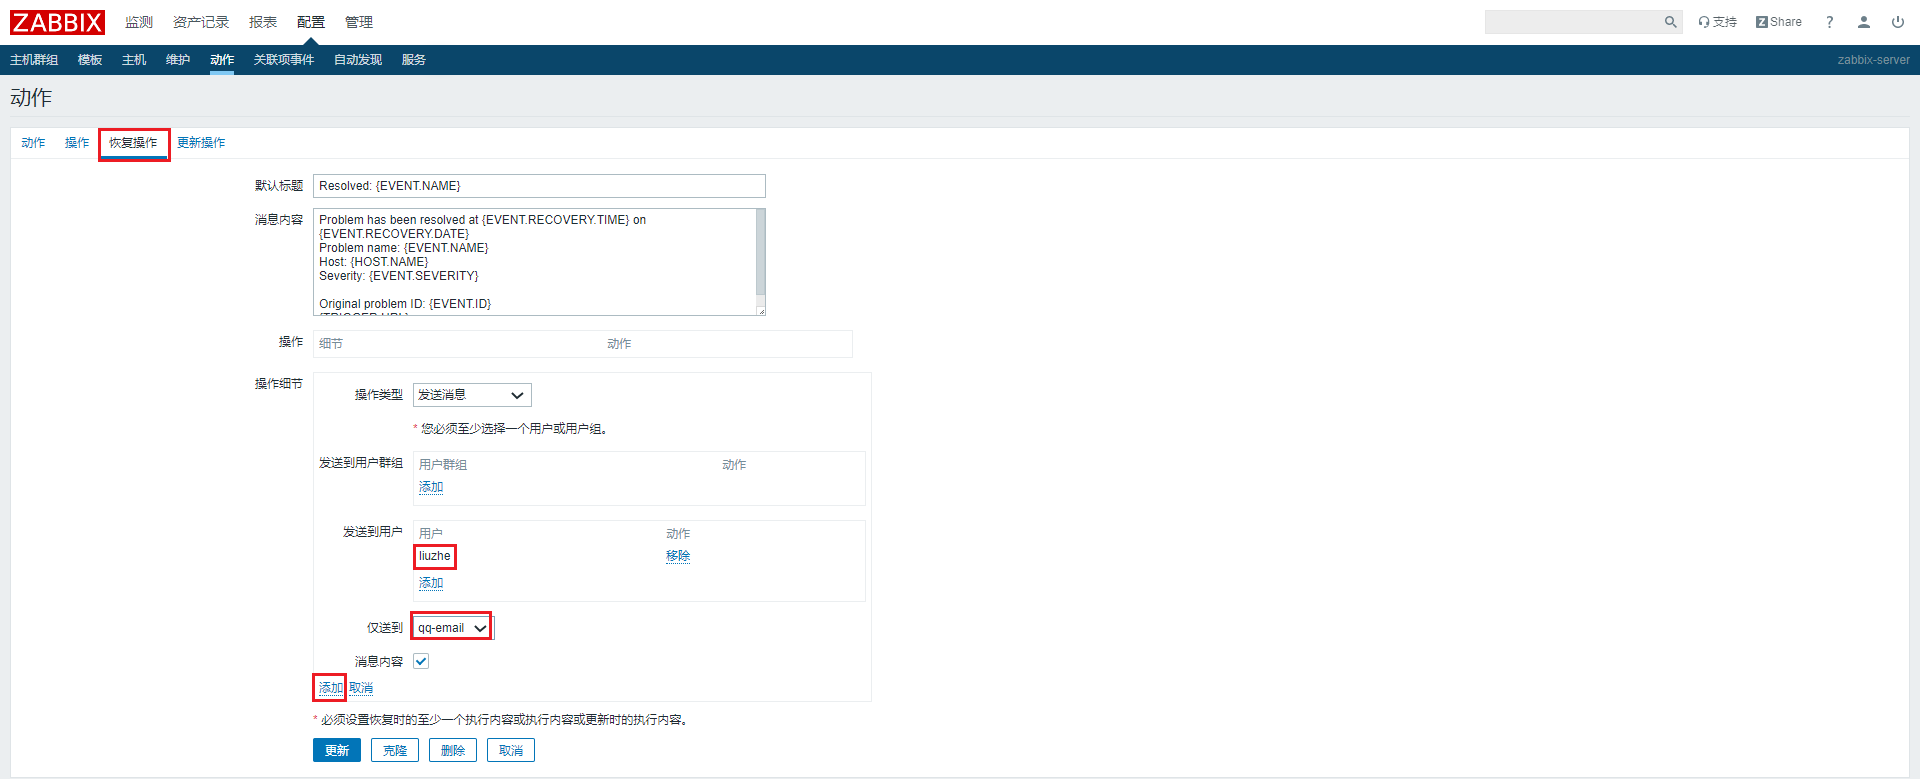 ZABBIX 监测 资产记录 报表 配置 管理 支持 Z Share ?
主机群组 模板 主机 维护 动作 关联项事件 自动发现 服务 zabbix-server
动作
动作 操作 恢复操作 更新操作
默认标题 Resolved: {EVENT.NAME}
消息内容 Problem has been resolved at {EVENT.RECOVERY.TIME} on
{EVENT.RECOVERY.DATE}
Problem name: {EVENT.NAME}
Host: {HOST.NAME}
Severity: {EVENT.SEVERITY}
Original problem ID: {EVENT.ID}
{TRIGGER.URL}
操作 细节 动作
操作细节
操作类型 发送消息
* 您必须至少选择一个用户或用户组。
发送到用户群组 用户群组 动作
添加
发送到用户 用户 动作
liuzhe 移除
添加
仅送到 qq-email
消息内容
添加 取消
* 必须设置恢复时的至少一个执行内容或执行内容或更新时的执行内容。
更新 克隆 删除 取消